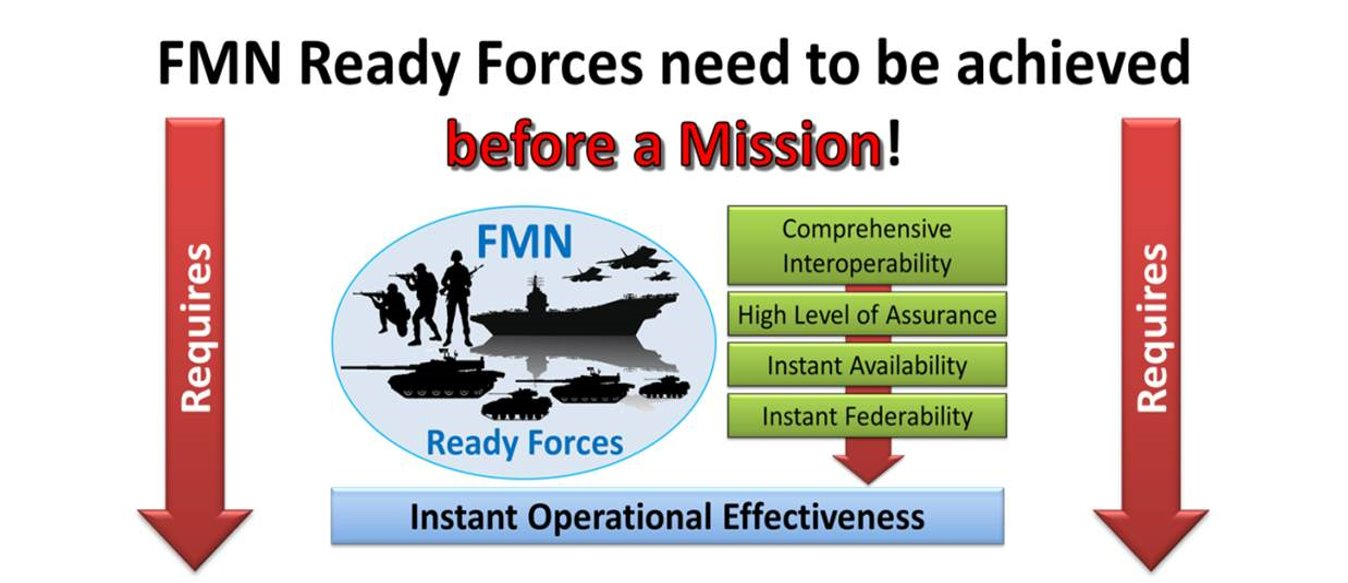 FMN Ready Forces need to be achieved
before a Mission!
Requires
FMN
Ready Forces
Comprehensive
Interoperability
High Level of Assurance
Instant Availability
Instant Federability
Instant Operational Effectiveness
Requires